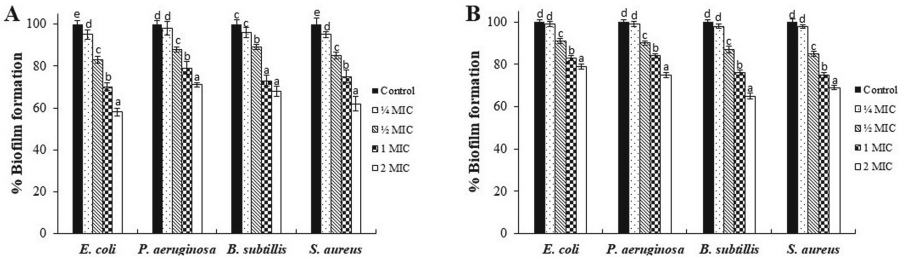 A
% Biofilm formation
100
80
60
40
20
0
e d c b a
d d c b a
c c b a a
e d c b a
E. coli P. aeruginosa B. subtillis S. aureus
Control
¼ MIC
½ MIC
1 MIC
2 MIC
B
% Biofilm formation
100
80
60
40
20
0
d d c b a
d d c b a
d d c b a
d d c b a
E. coli P. aeruginosa B. subtillis S. aureus
Control
¼ MIC
½ MIC
1 MIC
2 MIC